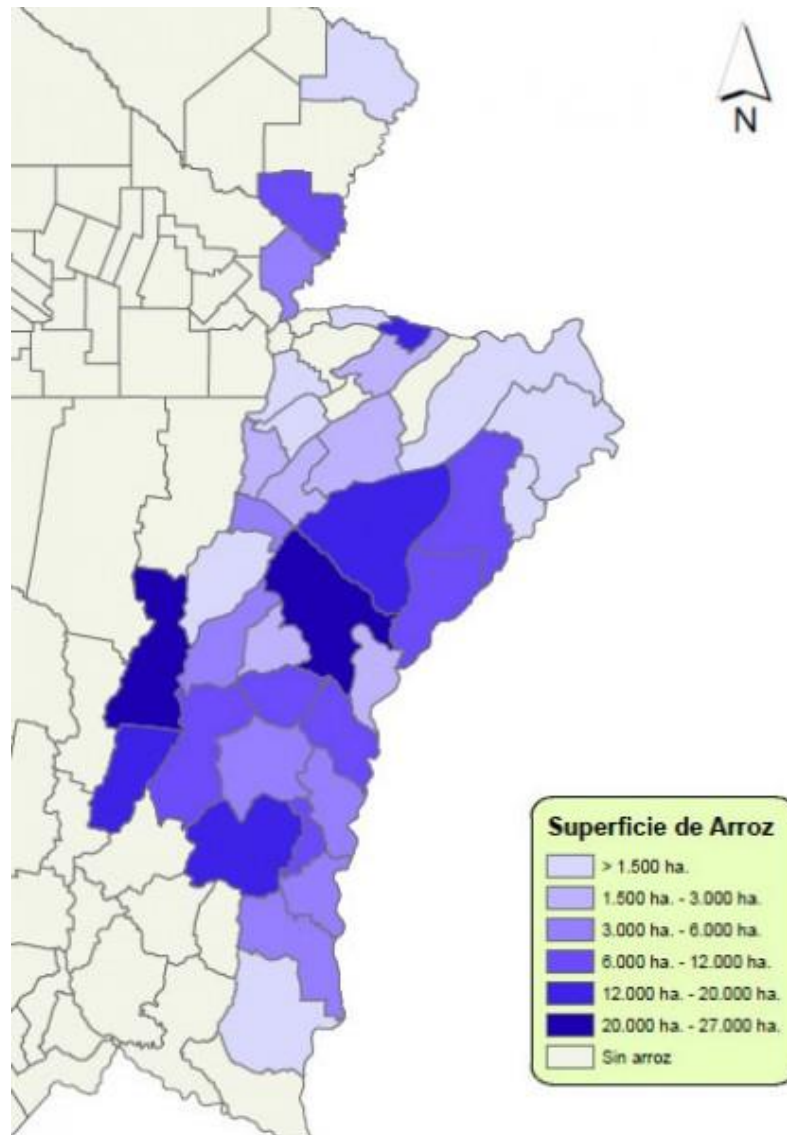 N
Superficie de Arroz
> 1.500 ha.
1.500 ha. - 3.000 ha.
3.000 ha. - 6.000 ha.
6.000 ha. - 12.000 ha.
12.000 ha. - 20.000 ha.
20.000 ha. - 27.000 ha.
Sin arroz